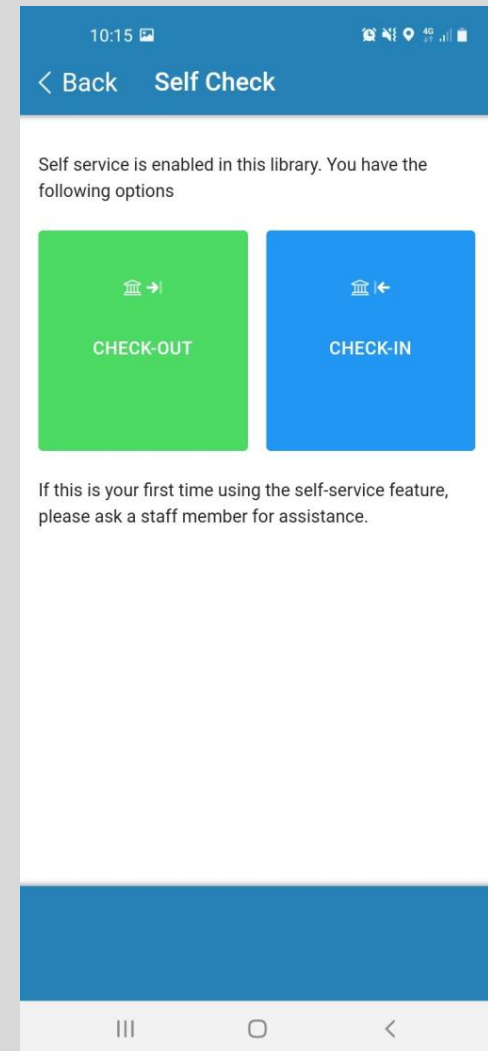 10:15
4G
Back Self Check
Self service is enabled in this library. You have the
following options
CHECK-OUT
CHECK-IN
If this is your first time using the self-service feature,
please ask a staff member for assistance.